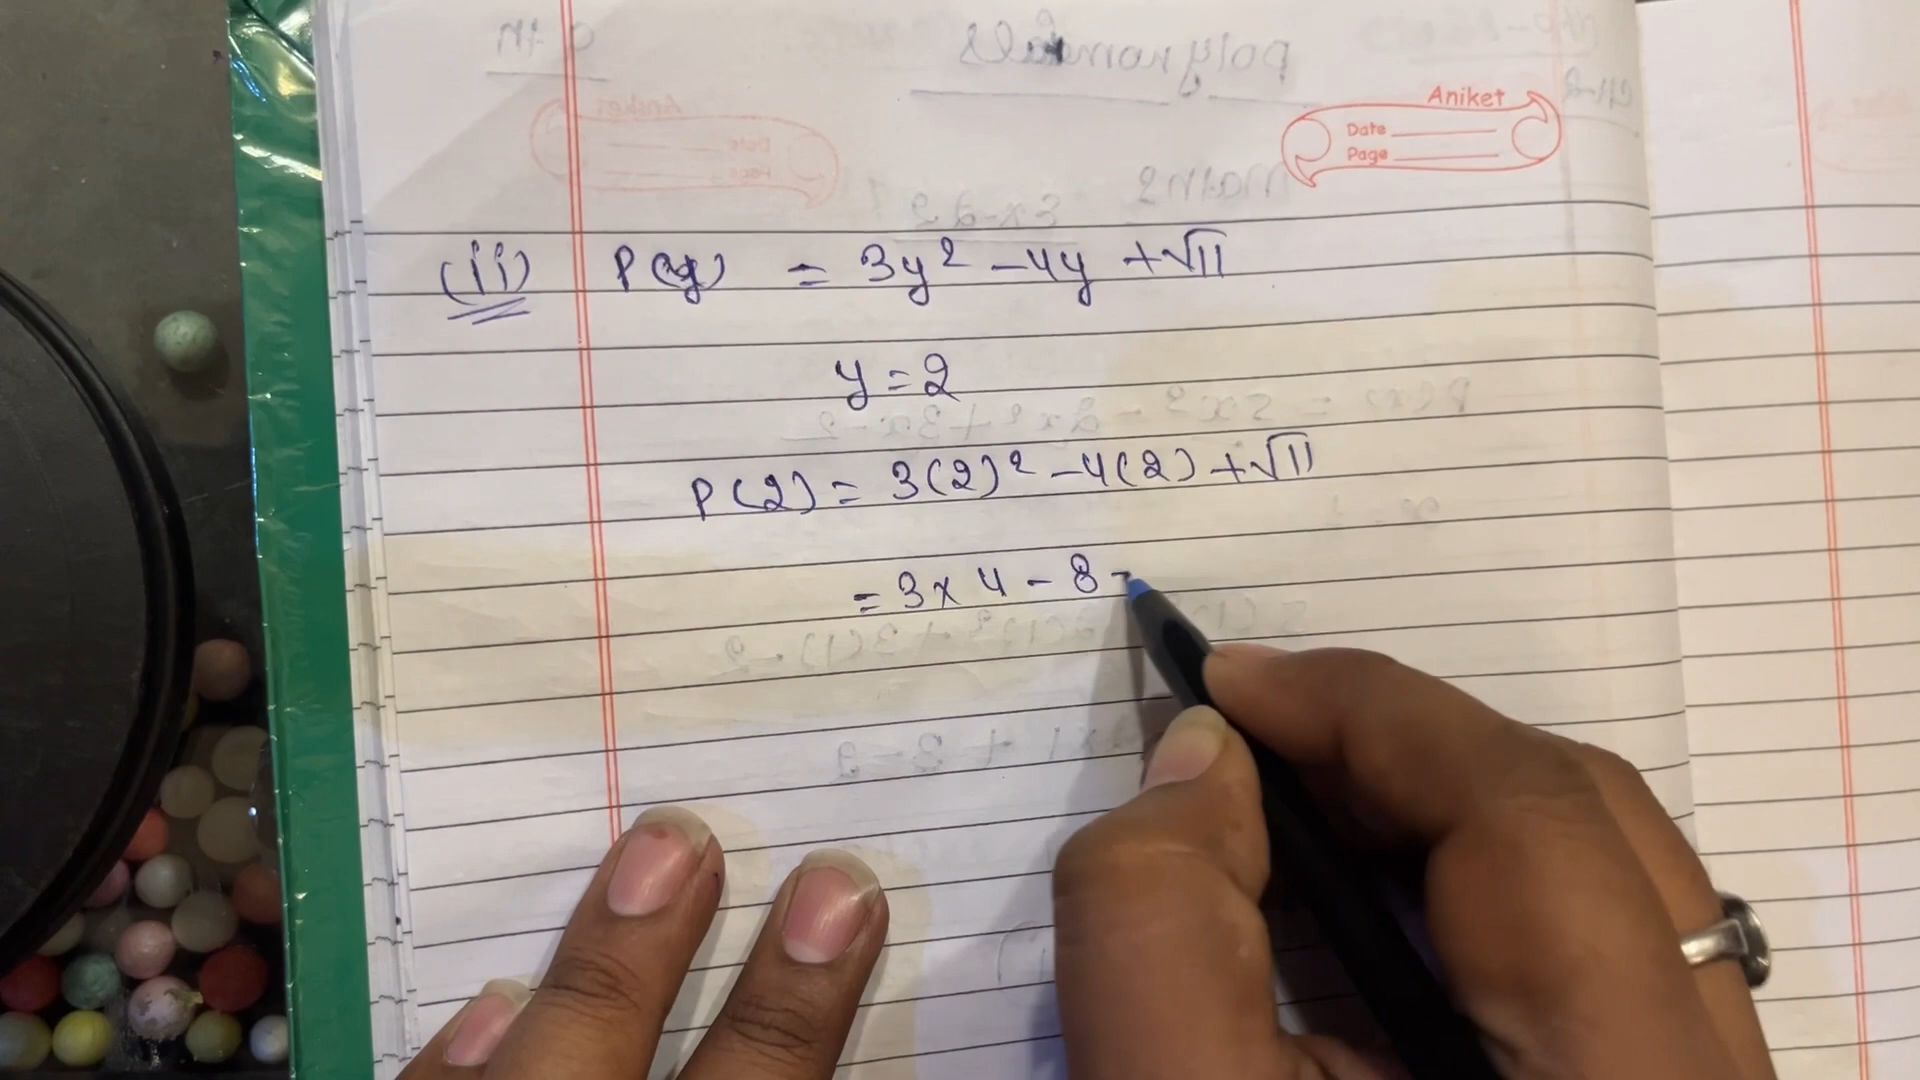 Aniket
Date
Page
(ii) P(y) = 3y² - 4y + √11
y = 2
P(2) = 3(2)² - 4(2) + √11
= 3 x 4 - 8 -